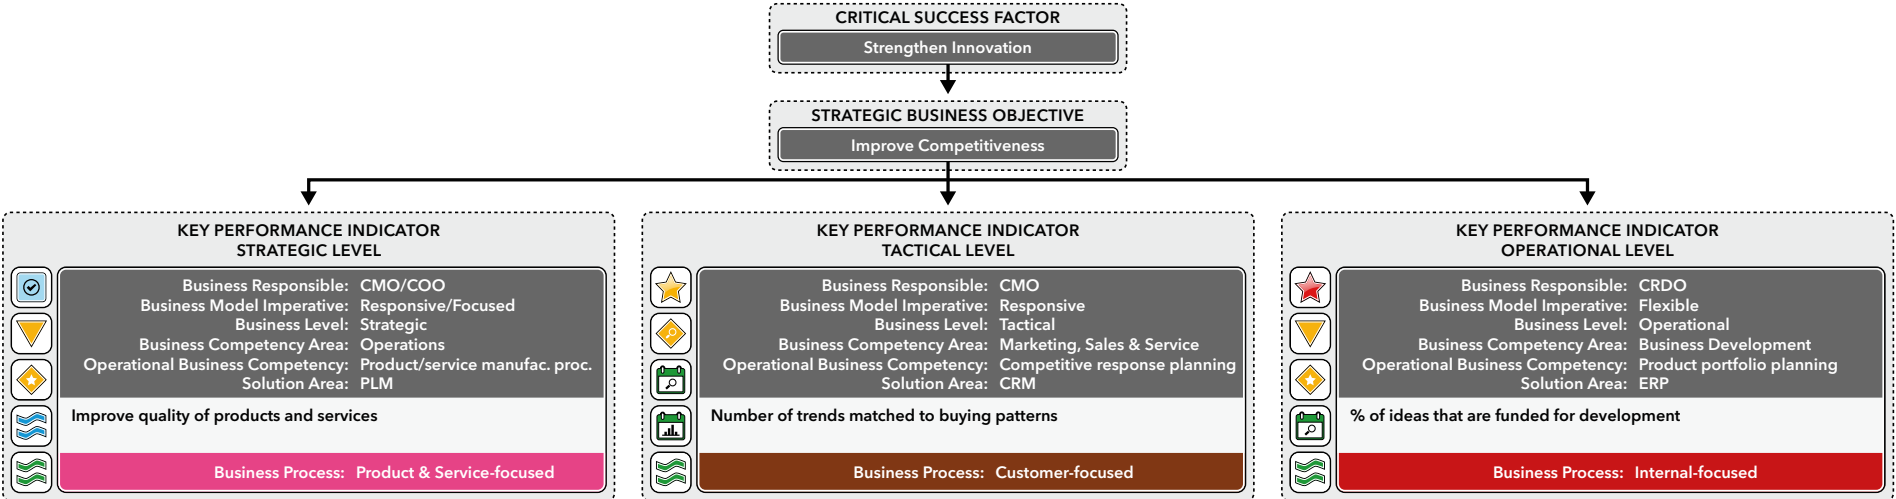 CRITICAL SUCCESS FACTOR
Strengthen Innovation
STRATEGIC BUSINESS OBJECTIVE
Improve Competitiveness
KEY PERFORMANCE INDICATOR
STRATEGIC LEVEL
Business Responsible: CMO/COO
Business Model Imperative: Responsive/Focused
Business Level: Strategic
Business Competency Area: Operations
Operational Business Competency: Product/service manufac. proc.
Solution Area: PLM
Improve quality of products and services
Business Process: Product & Service-focused
KEY PERFORMANCE INDICATOR
TACTICAL LEVEL
Business Responsible: CMO
Business Model Imperative: Responsive
Business Level: Tactical
Business Competency Area: Marketing, Sales & Service
Operational Business Competency: Competitive response planning
Solution Area: CRM
Number of trends matched to buying patterns
Business Process: Customer-focused
KEY PERFORMANCE INDICATOR
OPERATIONAL LEVEL
Business Responsible: CRDO
Business Model Imperative: Flexible
Business Level: Operational
Business Competency Area: Business Development
Operational Business Competency: Product portfolio planning
Solution Area: ERP
% of ideas that are funded for development
Business Process: Internal-focused